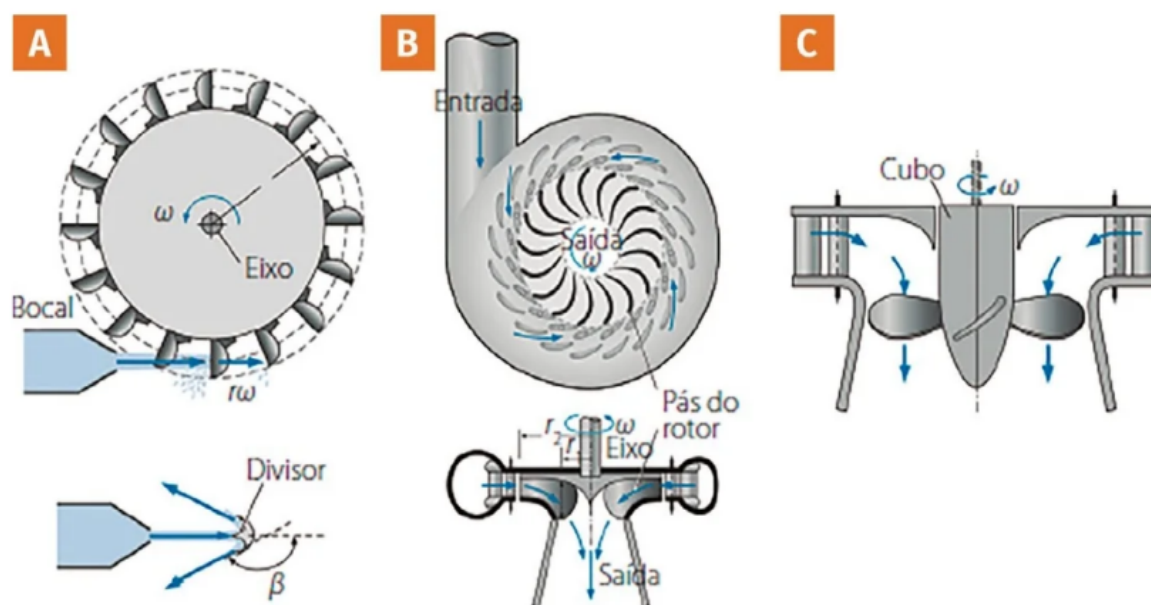 A
ω
Eixo
Bocal
rω
Divisor
β
B
Entrada
Saída
ω
Pás do
rotor
ω
r₂
r₁
Eixo
Saída
C
Cubo
ω